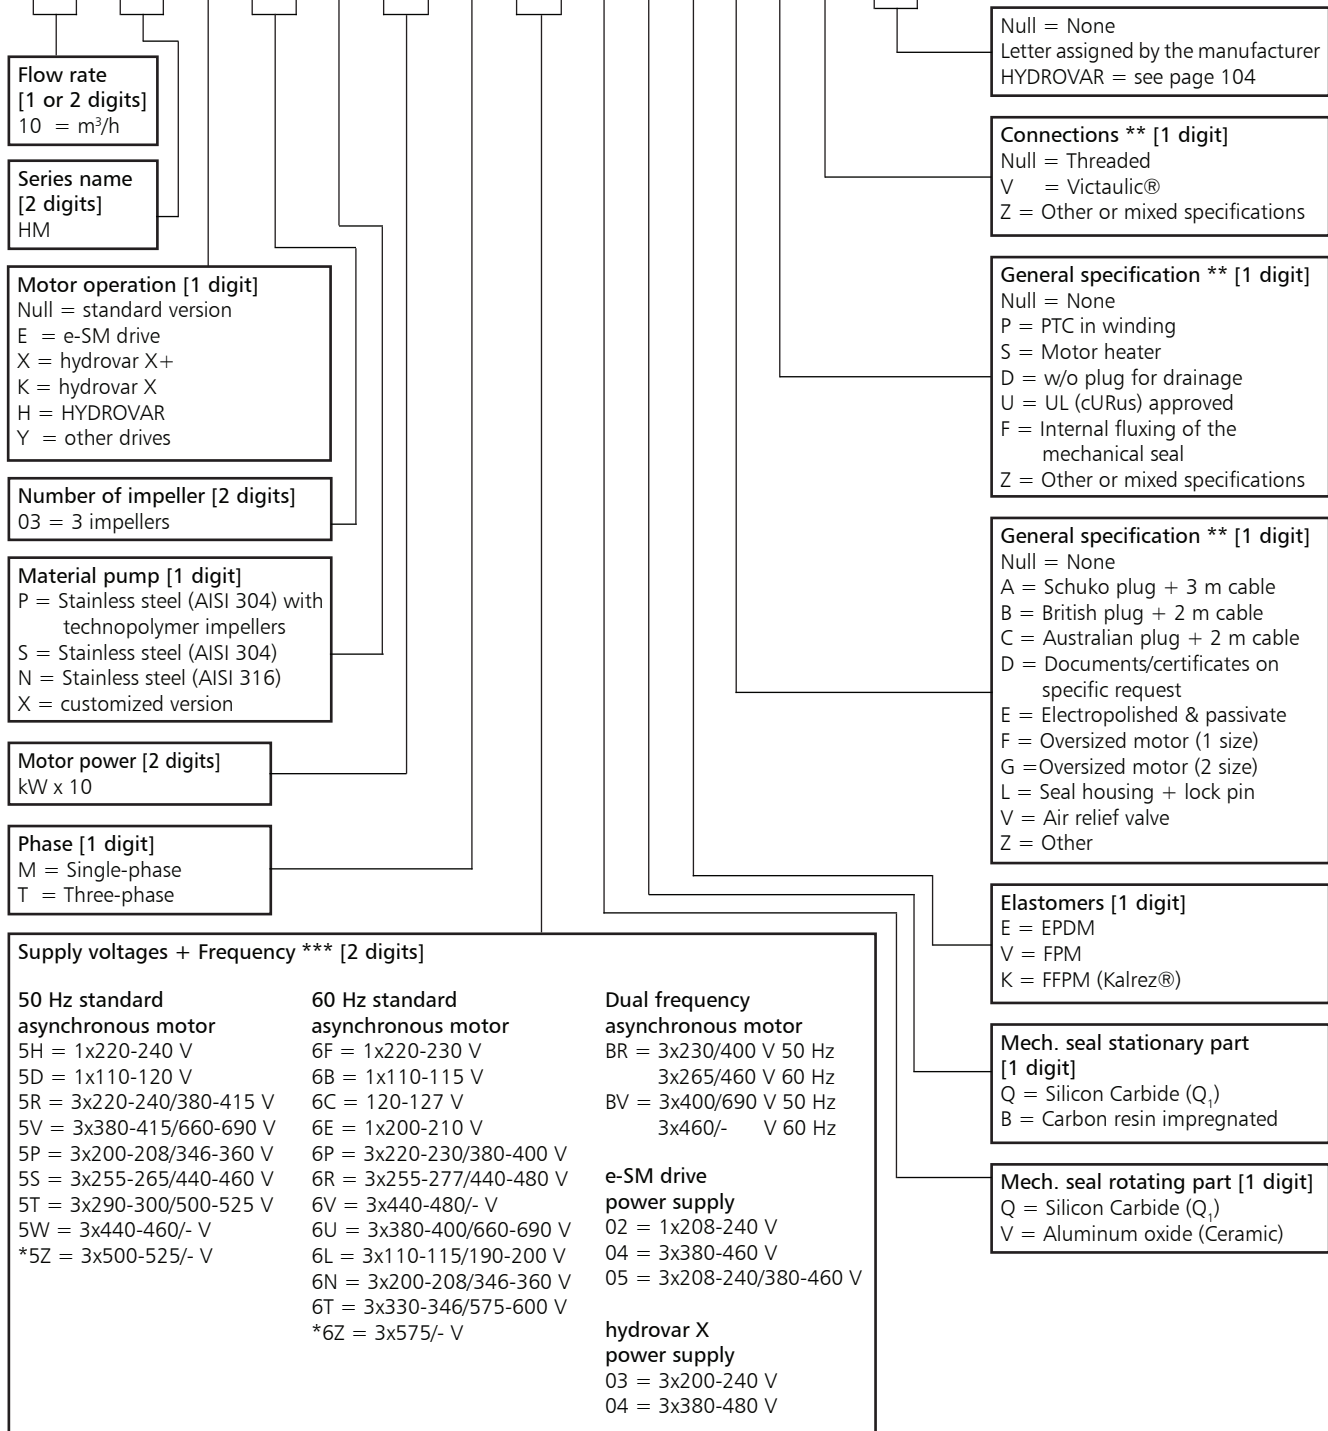 Flow rate
[1 or 2 digits]
10 = m³/h
Series name
[2 digits]
HM
Motor operation [1 digit]
Null = standard version
E = e-SM drive
X = hydrovar X+
K = hydrovar X
H = HYDROVAR
Y = other drives
Number of impeller [2 digits]
03 = 3 impellers
Material pump [1 digit]
P = Stainless steel (AISI 304) with
technopolymer impellers
S = Stainless steel (AISI 304)
N = Stainless steel (AISI 316)
X = customized version
Motor power [2 digits]
kW x 10
Phase [1 digit]
M = Single-phase
T = Three-phase
Supply voltages + Frequency *** [2 digits]
50 Hz standard
asynchronous motor
5H = 1x220-240 V
5D = 1x110-120 V
5R = 3x220-240/380-415 V
5V = 3x380-415/660-690 V
5P = 3x200-208/346-360 V
5S = 3x255-265/440-460 V
5T = 3x290-300/500-525 V
5W = 3x440-460/- V
*5Z = 3x500-525/- V
60 Hz standard
asynchronous motor
6F = 1x220-230 V
6B = 1x110-115 V
6C = 120-127 V
6E = 1x200-210 V
6P = 3x220-230/380-400 V
6R = 3x255-277/440-480 V
6V = 3x440-480/- V
6U = 3x380-400/660-690 V
6L = 3x110-115/190-200 V
6N = 3x200-208/346-360 V
6T = 3x330-346/575-600 V
*6Z = 3x575/- V
Dual frequency
asynchronous motor
BR = 3x230/400 V 50 Hz
3x265/460 V 60 Hz
BV = 3x400/690 V 50 Hz
3x460/- V 60 Hz
e-SM drive
power supply
02 = 1x208-240 V
04 = 3x380-460 V
05 = 3x208-240/380-460 V
hydrovar X
power supply
03 = 3x200-240 V
04 = 3x380-480 V
Null = None
Letter assigned by the manufacturer
HYDROVAR = see page 104
Connections ** [1 digit]
Null = Threaded
V = Victaulic®
Z = Other or mixed specifications
General specification ** [1 digit]
Null = None
P = PTC in winding
S = Motor heater
D = w/o plug for drainage
U = UL (cURus) approved
F = Internal fluxing of the
mechanical seal
Z = Other or mixed specifications
General specification ** [1 digit]
Null = None
A = Schuko plug + 3 m cable
B = British plug + 2 m cable
C = Australian plug + 2 m cable
D = Documents/certificates on
specific request
E = Electropolished & passivate
F = Oversized motor (1 size)
G =Oversized motor (2 size)
L = Seal housing + lock pin
V = Air relief valve
Z = Other
Elastomers [1 digit]
E = EPDM
V = FPM
K = FFPM (Kalrez®)
Mech. seal stationary part
[1 digit]
Q = Silicon Carbide (Q₁)
B = Carbon resin impregnated
Mech. seal rotating part [1 digit]
Q = Silicon Carbide (Q₁)
V = Aluminum oxide (Ceramic)